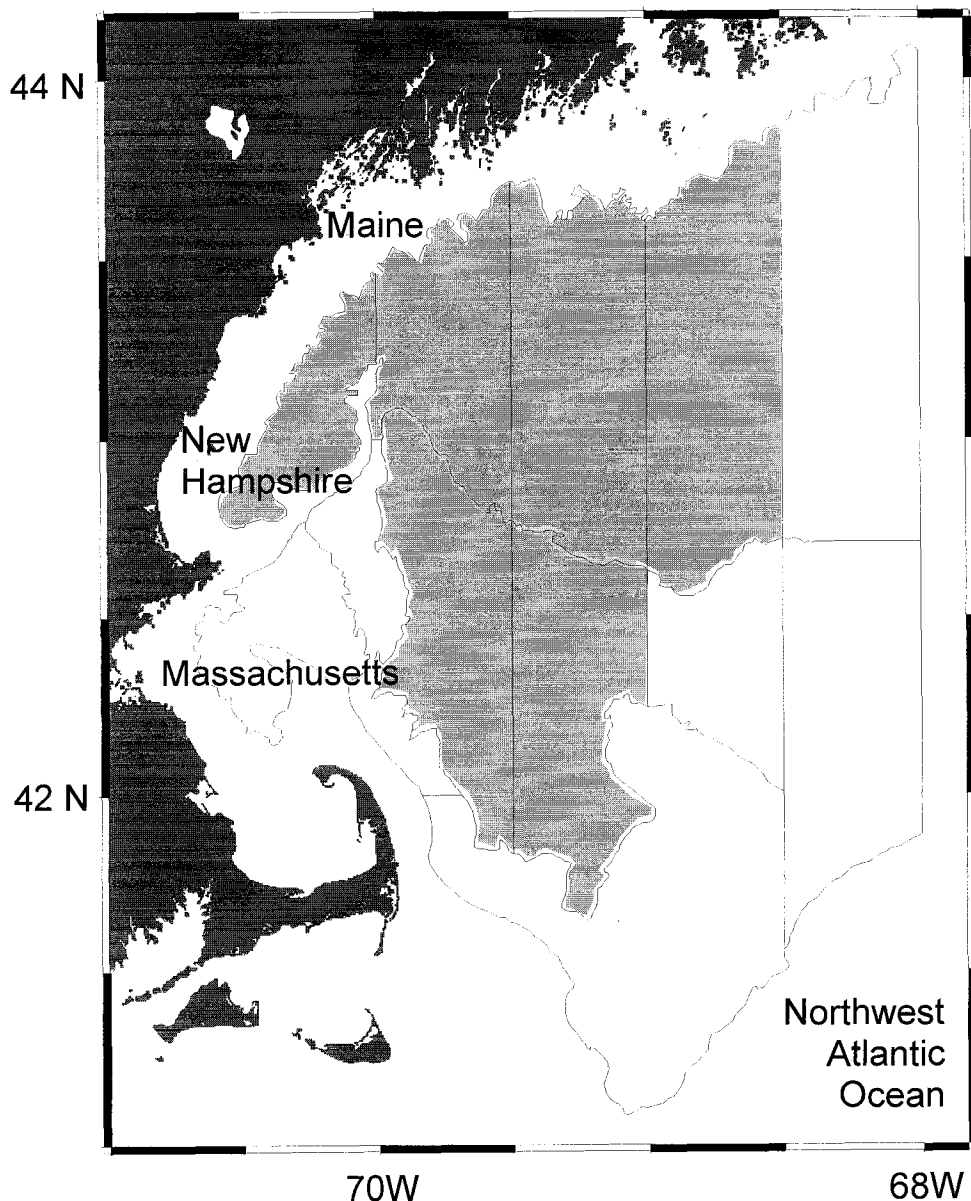 44 N
Maine
New
Hampshire
Massachusetts
42 N
Northwest
Atlantic
Ocean
70W
68W